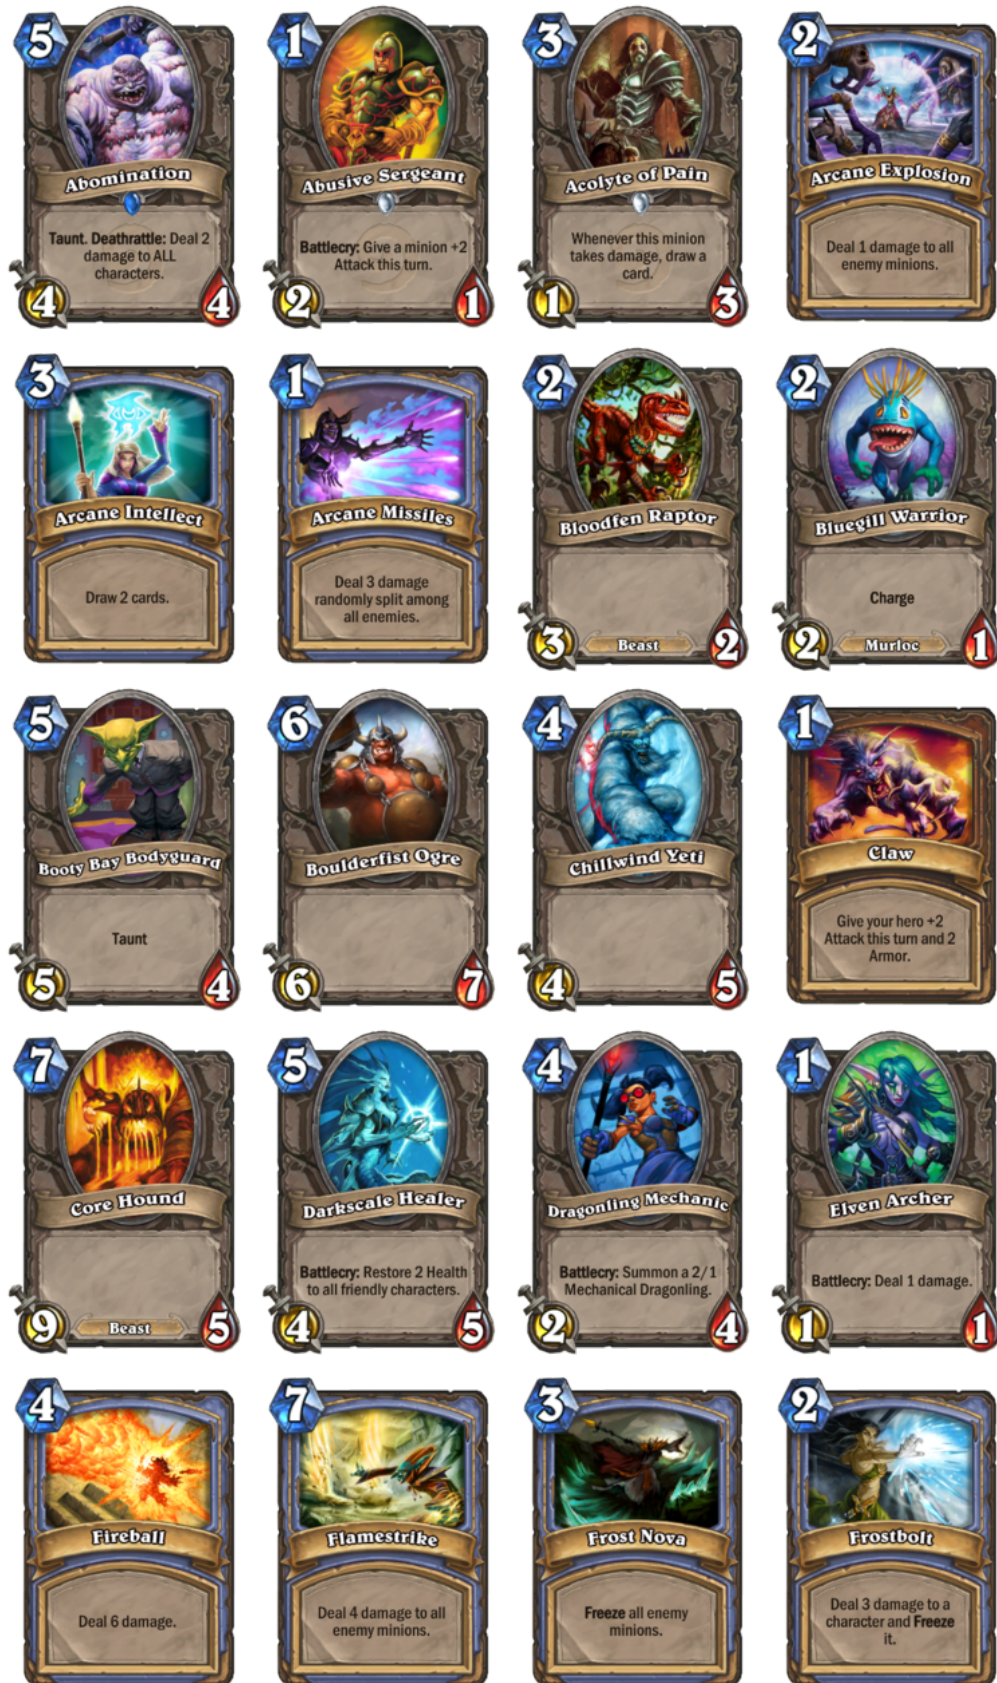 5
Abomination
Taunt. Deathrattle: Deal 2
damage to ALL
characters.
4
4
1
Abusive Sergeant
Battlecry: Give a minion +2
Attack this turn.
2
1
3
Acolyte of Pain
Whenever this minion
takes damage, draw a
card.
1
3
2
Arcane Explosion
Deal 1 damage to all
enemy minions.
3
Arcane Intellect
Draw 2 cards.
1
Arcane Missiles
Deal 3 damage
randomly split among
all enemies.
2
Bloodfen Raptor
3
Beast
2
2
Bluegill Warrior
Charge
2
Murloc
1
5
Booty Bay Bodyguard
Taunt
5
4
6
Boulderfist Ogre
6
7
4
Chillwind Yeti
4
5
1
Claw
Give your hero +2
Attack this turn and 2
Armor.
7
Core Hound
9
Beast
5
5
Darkscale Healer
Battlecry: Restore 2 Health
to all friendly characters.
4
5
4
Dragonling Mechanic
Battlecry: Summon a 2/1
Mechanical Dragonling.
2
4
1
Elven Archer
Battlecry: Deal 1 damage.
1
1
4
Fireball
Deal 6 damage.
7
Flamestrike
Deal 4 damage to all
enemy minions.
3
Frost Nova
Freeze all enemy
minions.
2
Frostbolt
Deal 3 damage to a
character and Freeze
it.